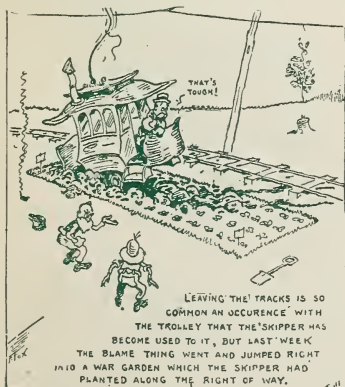 THAT'S
TOUGH!
LEAVING THE TRACKS IS SO
COMMON AN OCCURENCE WITH
THE TROLLEY THAT THE SKIPPER HAS
BECOME USED TO IT, BUT LAST WEEK
THE BLAME THING WENT AND JUMPED RIGHT
INTO A WAR GARDEN WHICH THE SKIPPER HAD
PLANTED ALONG THE RIGHT OF WAY.